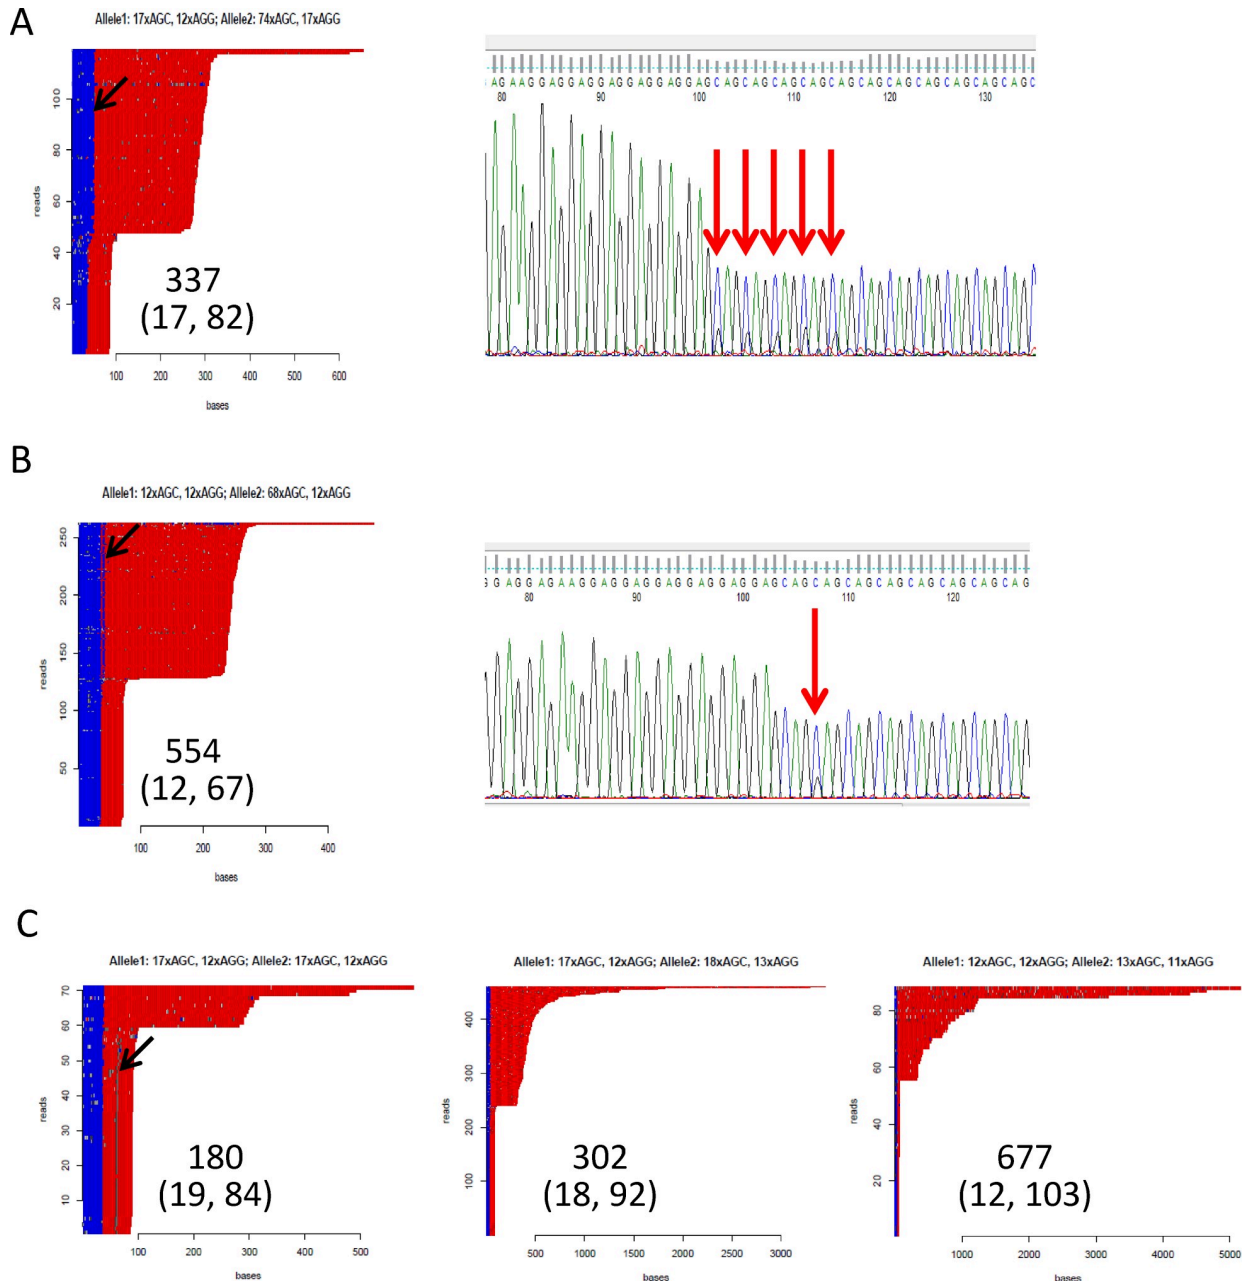 A
Allele1: 17xAGC, 12xAGG; Allele2: 74xAGC, 17xAGG
reads
20
40
60
80
100
337
(17, 82)
100 200 300 400 500 600
bases
AGAAGGAGGAGGAGGAGGAGGAGCAGCAGCAGCAGCAGCAGCAGCAGCAGCAGCAGC
80 90 100 110 120 130
B
Allele1: 12xAGC, 12xAGG; Allele2: 68xAGC, 12xAGG
reads
50
100
150
200
250
554
(12, 67)
100 200 300 400
bases
G AGGAGAAGGAGGAGGAGGAGGAGCAGCAGCAGCAGCAGCAGCAGCAG
80 90 100 110 120
C
Allele1: 17xAGC, 12xAGG; Allele2: 17xAGC, 12xAGG
reads
10
20
30
40
50
60
70
180
(19, 84)
100 200 300 400 500
bases
Allele1: 17xAGC, 12xAGG; Allele2: 18xAGC, 13xAGG
reads
100
200
300
400
302
(18, 92)
500 1000 1500 2000 2500 3000
bases
Allele1: 12xAGC, 12xAGG; Allele2: 13xAGC, 11xAGG
reads
20
40
60
80
677
(12, 103)
1000 2000 3000 4000 5000
bases